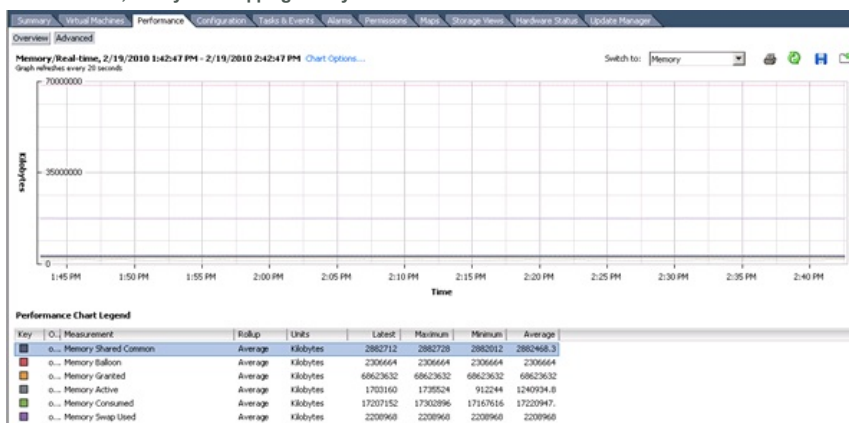 Summary Virtual Machines Performance Configuration Tasks & Events Alarms Permissions Maps Storage Views Hardware Status Update Manager
Overview Advanced
Memory/Real-time, 2/19/2010 1:42:47 PM - 2/19/2010 2:42:47 PM Chart Options...
Switch to: Memory
Graph refreshes every 20 seconds
70000000
35000000
0
Kilobytes
1:45 PM 1:50 PM 1:55 PM 2:00 PM 2:05 PM 2:10 PM 2:15 PM 2:20 PM 2:25 PM 2:30 PM 2:35 PM 2:40 PM
Time
Performance Chart Legend
Key O... Measurement Rollup Units Latest Maximum Minimum Average
o... Memory Shared Common Average Kilobytes 2882712 2882728 2882012 2882468.3
o... Memory Balloon Average Kilobytes 2306664 2306664 2306664 2306664
o... Memory Granted Average Kilobytes 68623632 68623632 68623632 68623632
o... Memory Active Average Kilobytes 1703160 1735524 912244 1240934.8
o... Memory Consumed Average Kilobytes 17207152 17302896 17167616 17220947.
o... Memory Swap Used Average Kilobytes 2208968 2208968 2208968 2208968